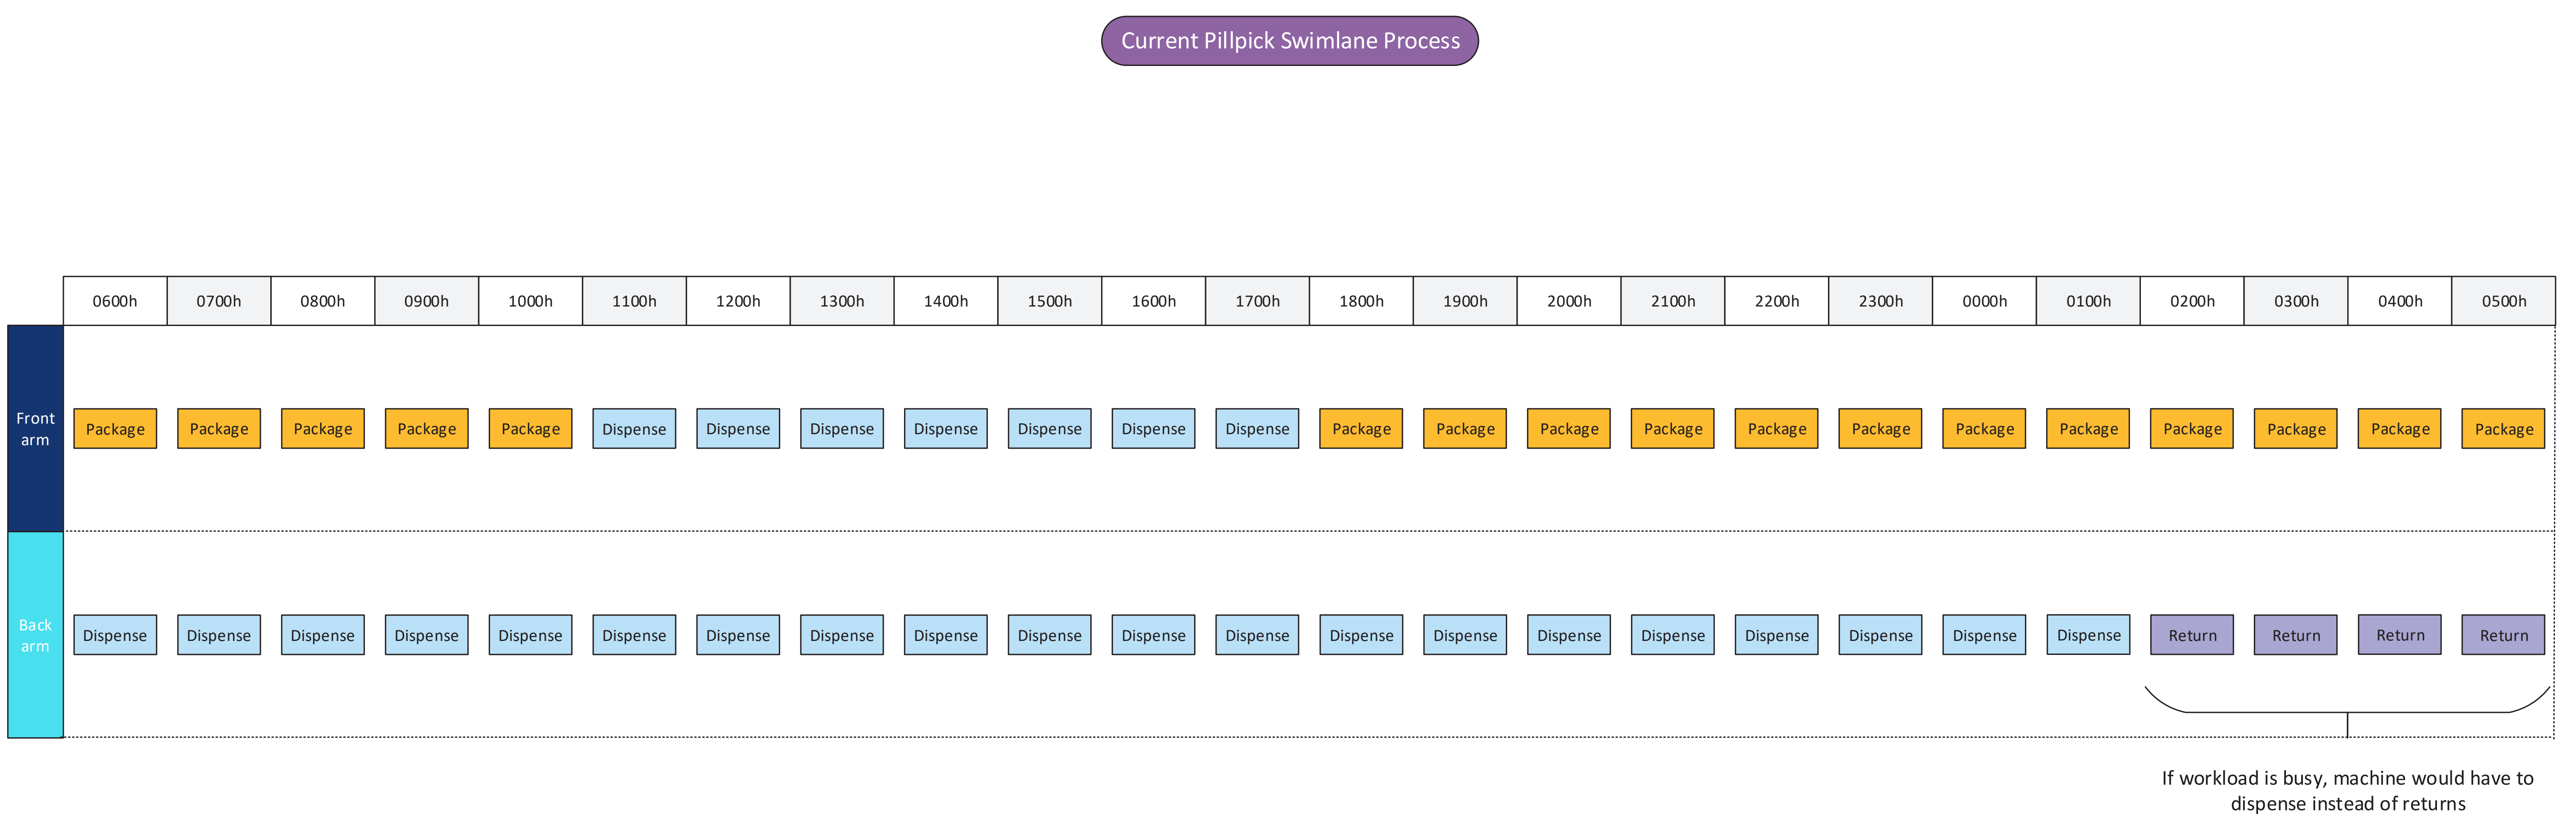 Current Pillpick Swimlane Process
0600h 0700h 0800h 0900h 1000h 1100h 1200h 1300h 1400h 1500h 1600h 1700h 1800h 1900h 2000h 2100h 2200h 2300h 0000h 0100h 0200h 0300h 0400h 0500h
Front
arm
Package Package Package Package Package Dispense Dispense Dispense Dispense Dispense Dispense Dispense Package Package Package Package Package Package Package Package Package Package Package Package
Back
arm
Dispense Dispense Dispense Dispense Dispense Dispense Dispense Dispense Dispense Dispense Dispense Dispense Dispense Dispense Dispense Dispense Dispense Dispense Dispense Dispense Return Return Return Return
If workload is busy, machine would have to
dispense instead of returns